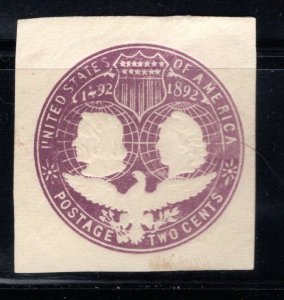 UNITED STATES OF AMERICA
1492 1892
POSTAGE TWO CENTS